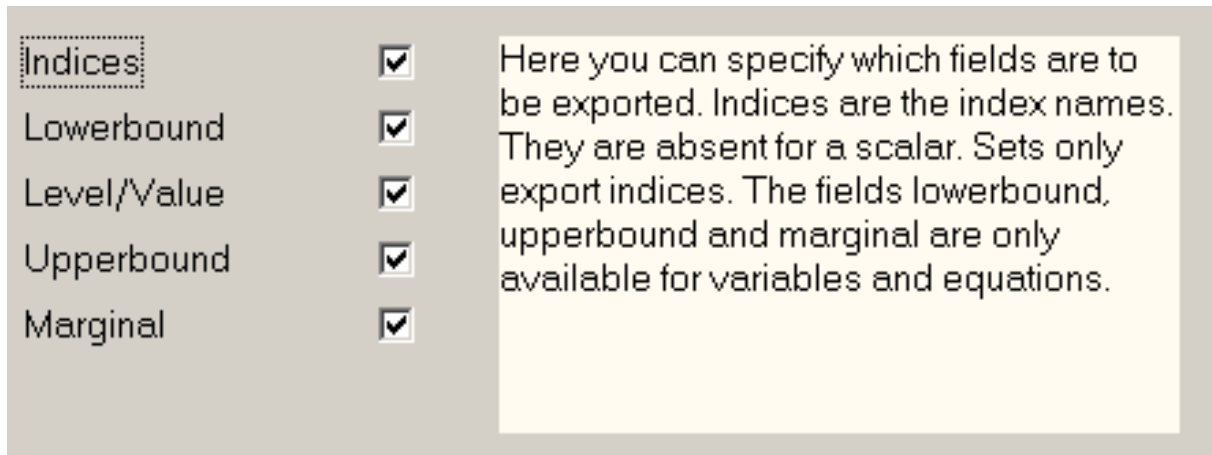 Indices
Lowerbound
Level/Value
Upperbound
Marginal
Here you can specify which fields are to
be exported. Indices are the index names.
They are absent for a scalar. Sets only
export indices. The fields lowerbound,
upperbound and marginal are only
available for variables and equations.